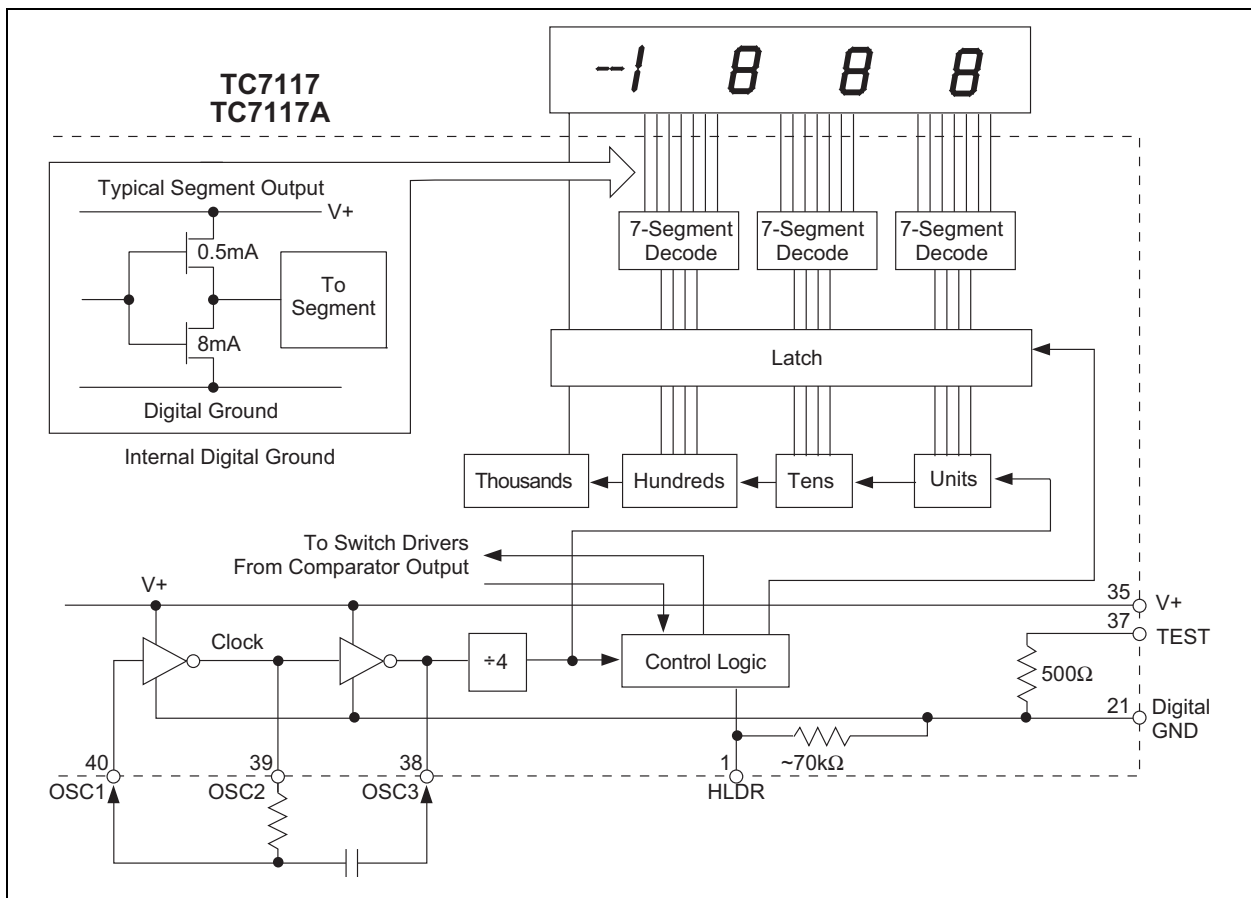 --1 8 8 8
TC7117
TC7117A
Typical Segment Output
V+
0.5mA
To
Segment
8mA
Digital Ground
Internal Digital Ground
7-Segment
Decode
7-Segment
Decode
7-Segment
Decode
Latch
Thousands
Hundreds
Tens
Units
To Switch Drivers
From Comparator Output
V+
35
V+
37
TEST
Clock
÷4
Control Logic
500Ω
21
Digital
GND
~70kΩ
40
OSC1
39
OSC2
38
OSC3
1
HLDR